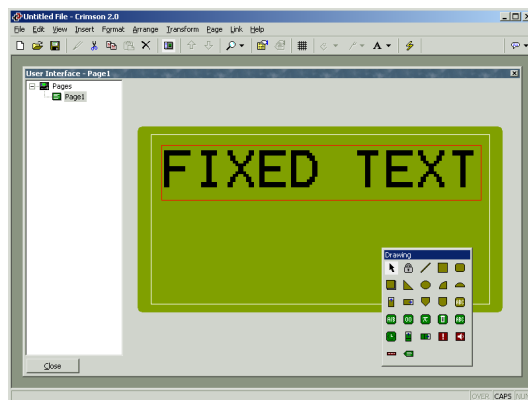 Untitled File - Crimson 2.0
File Edit View Insert Format Arrange Transform Page Link Help
User Interface - Page1
Pages
Page1
FIXED TEXT
Drawing
Close
OVER CAPS NUM